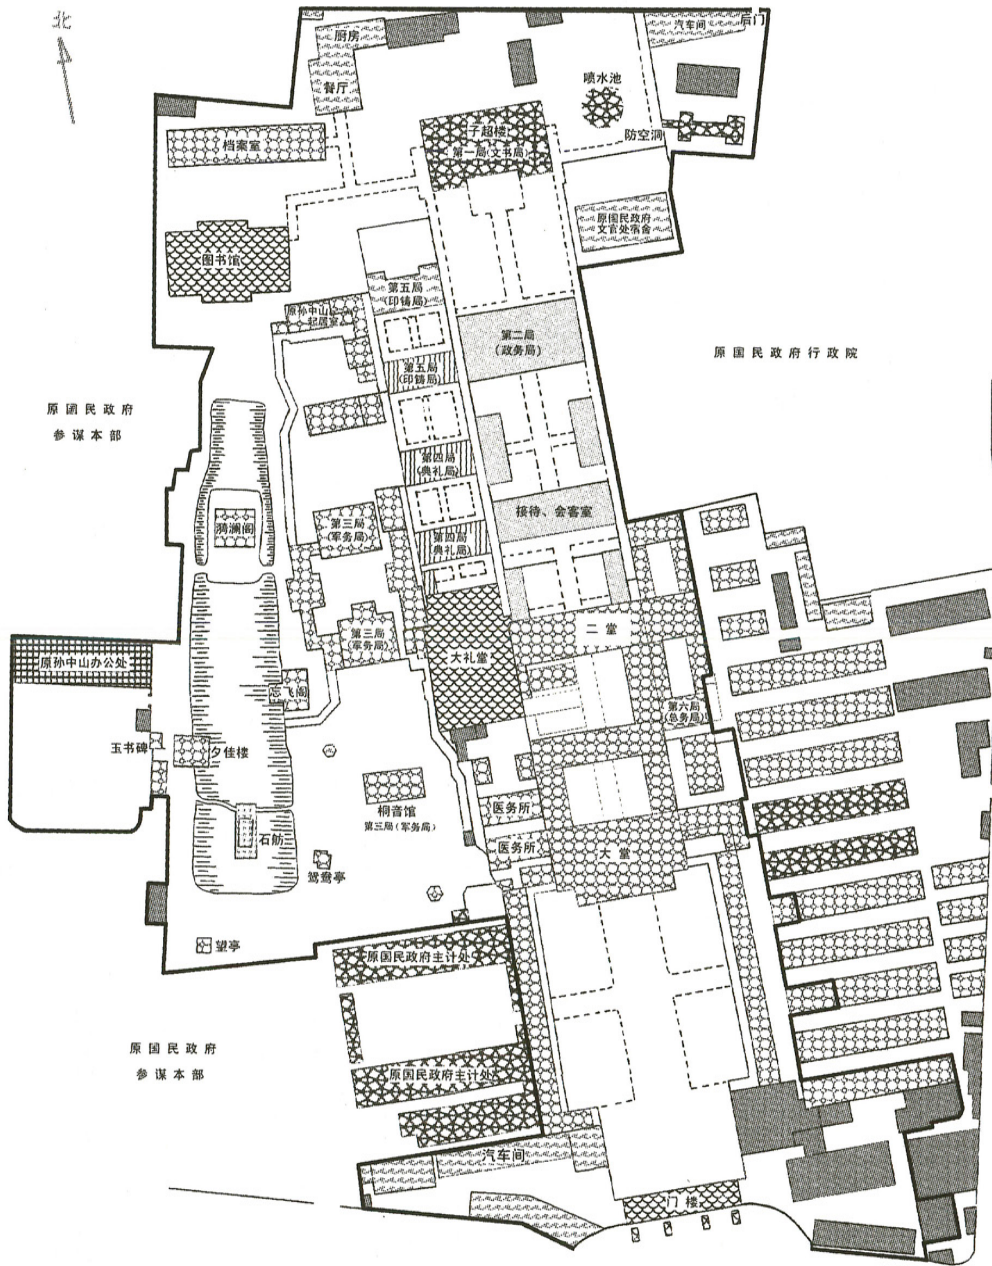 北
厨房
汽车间
后门
餐厅
喷水池
防空洞
子超楼
第一局(文书局)
档案室
原国民政府
文官处宿舍
图书馆
第五局
(印铸局)
原孙中山
起居室
第二局
(政务局)
原国民政府行政院
第五局
(印铸局)
原国民政府
参谋本部
第四局
(典礼局)
接待、会客室
漪澜阁
第三局
(军务局)
第四局
(典礼局)
二堂
第三局
(军务局)
大礼堂
原孙中山办公处
忘飞阁
第六局
(总务局)
玉书碑
夕佳楼
桐音馆
第三局(军务局)
医务所
石舫
医务所
大堂
鸳鸯亭
望亭
原国民政府主计处
原国民政府
参谋本部
原国民政府主计处
汽车间
门楼